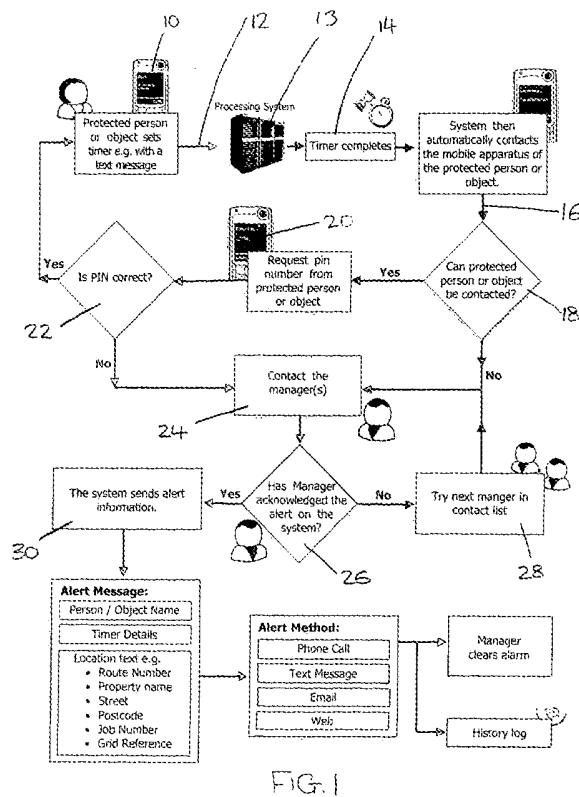 10
12
13
14
Processing System
Protected person
or object sets
timer e.g. with a
text message
Timer completes
System then
automatically contacts
the mobile apparatus of
the protected person or
object.
16
20
Yes
Is PIN correct?
22
Request pin
number from
protected person
or object
Yes
Can protected
person or object
be contacted?
18
No
No
Contact the
manager(s)
24
The system sends alert
information.
30
Yes
Has Manager
acknowledged the
alert on the
system?
26
No
Try next manger in
contact list
28
Alert Message:
Person / Object Name
Timer Details
Location text e.g.
• Route Number
• Property name
• Street
• Postcode
• Job Number
• Grid Reference
Alert Method:
Phone Call
Text Message
Email
Web
Manager
clears alarm
History log
FIG. 1